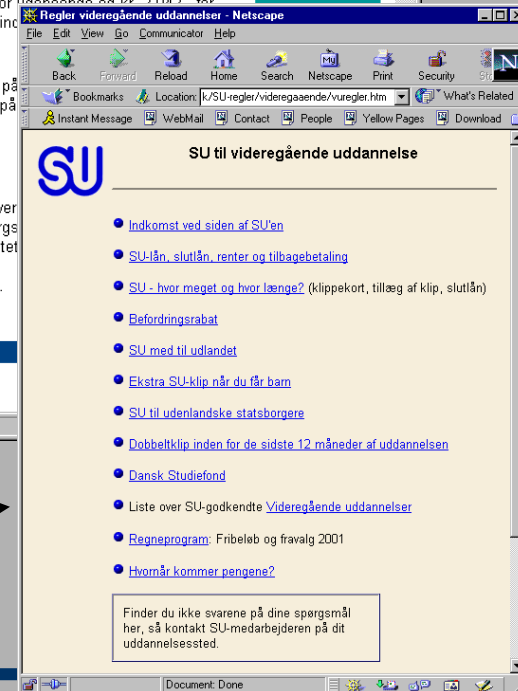 Regler videregående uddannelser - Netscape
File Edit View Go Communicator Help
Back Forward Reload Home Search Netscape Print Security
Bookmarks Location: k/SU-regler/videregaaende/vuregler.htm What's Related
Instant Message WebMail Contact People Yellow Pages Download
SU
SU til videregående uddannelse
Indkomst ved siden af SU'en
SU-lån, slutlån, renter og tilbagebetaling
SU - hvor meget og hvor længe? (klippekort, tillæg af klip, slutlån)
Befordringsrabat
SU med til udlandet
Ekstra SU-klip når du får barn
SU til udenlandske statsborgere
Dobbeltklip inden for de sidste 12 måneder af uddannelsen
Dansk Studiefond
Liste over SU-godkendte Videregående uddannelser
Regneprogram: Fribeløb og fravalg 2001
Hvornår kommer pengene?
Finder du ikke svarene på dine spørgsmål
her, så kontakt SU-medarbejderen på dit
uddannelsessted.
Document: Done